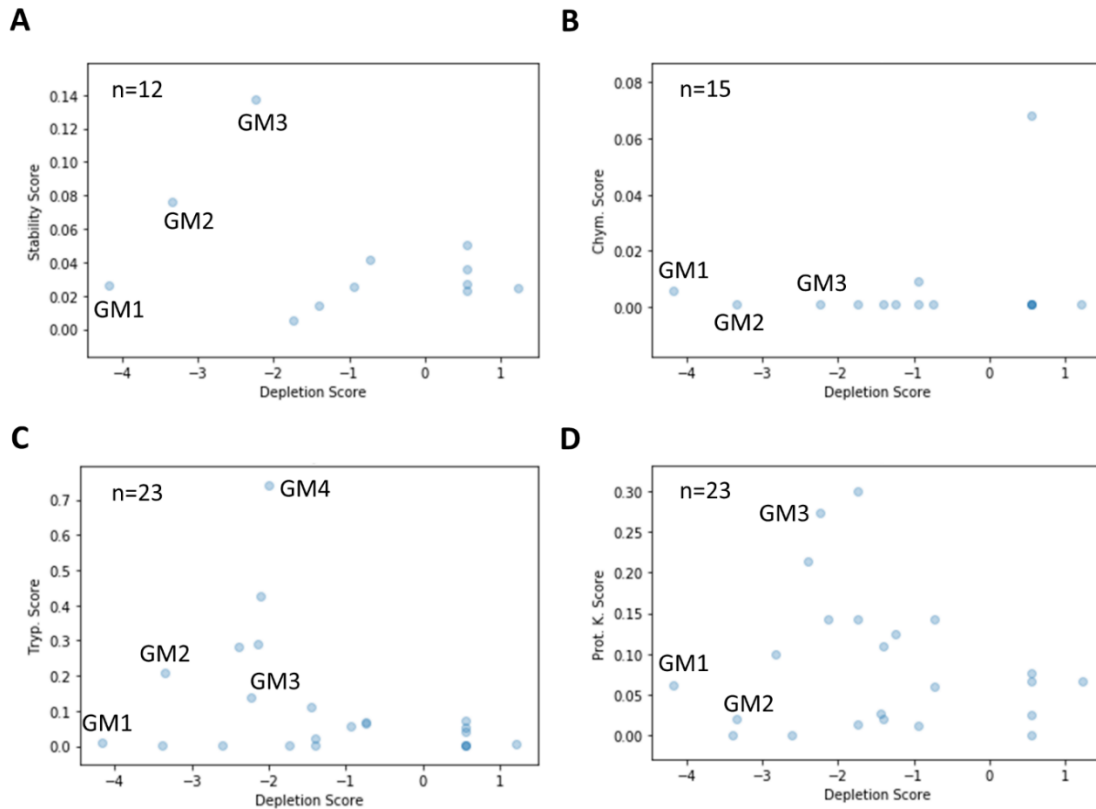 A
n=12
GM3
GM2
GM1
Stability Score
0.14
0.12
0.10
0.08
0.06
0.04
0.02
0.00
−4
−3
−2
−1
0
1
Depletion Score
B
n=15
GM1
GM3
GM2
Chym. Score
0.08
0.06
0.04
0.02
0.00
−4
−3
−2
−1
0
1
Depletion Score
C
n=23
GM4
GM2
GM3
GM1
Tryp. Score
0.7
0.6
0.5
0.4
0.3
0.2
0.1
0.0
−4
−3
−2
−1
0
1
Depletion Score
D
n=23
GM3
GM1
GM2
Prot. K. Score
0.30
0.25
0.20
0.15
0.10
0.05
0.00
−4
−3
−2
−1
0
1
Depletion Score